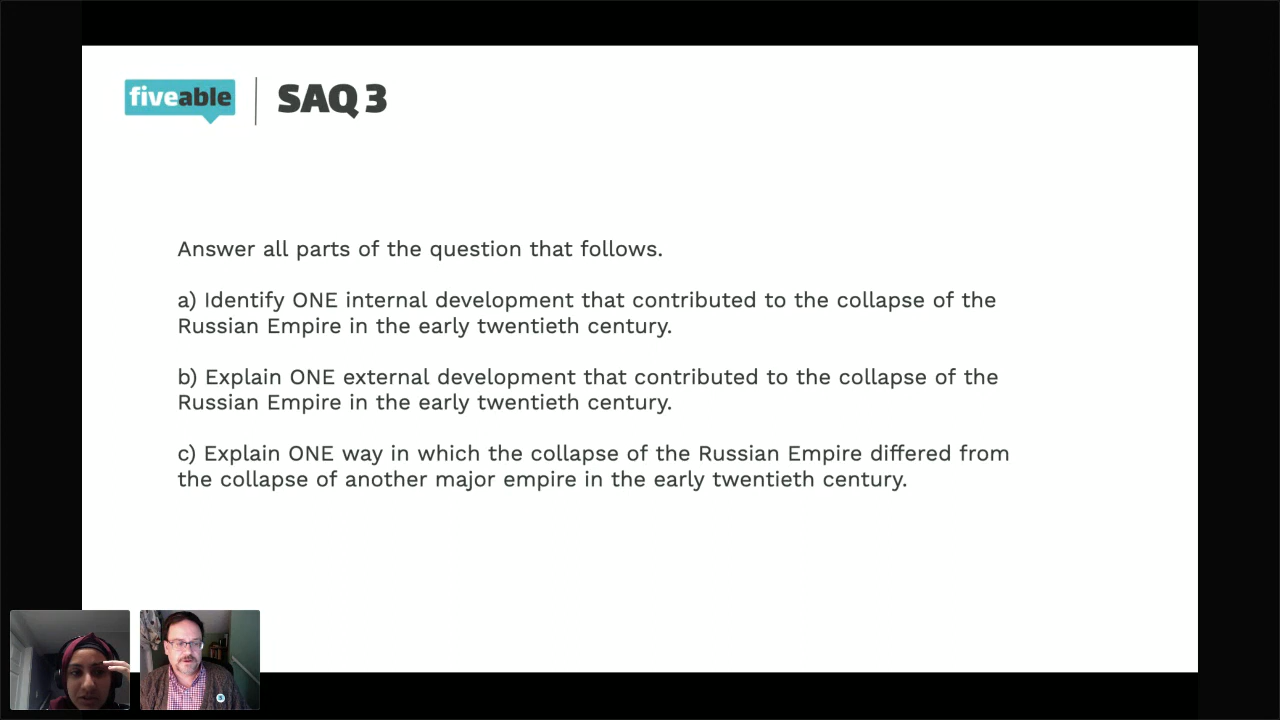 fiveable
SAQ 3
Answer all parts of the question that follows.
a) Identify ONE internal development that contributed to the collapse of the
Russian Empire in the early twentieth century.
b) Explain ONE external development that contributed to the collapse of the
Russian Empire in the early twentieth century.
c) Explain ONE way in which the collapse of the Russian Empire differed from
the collapse of another major empire in the early twentieth century.